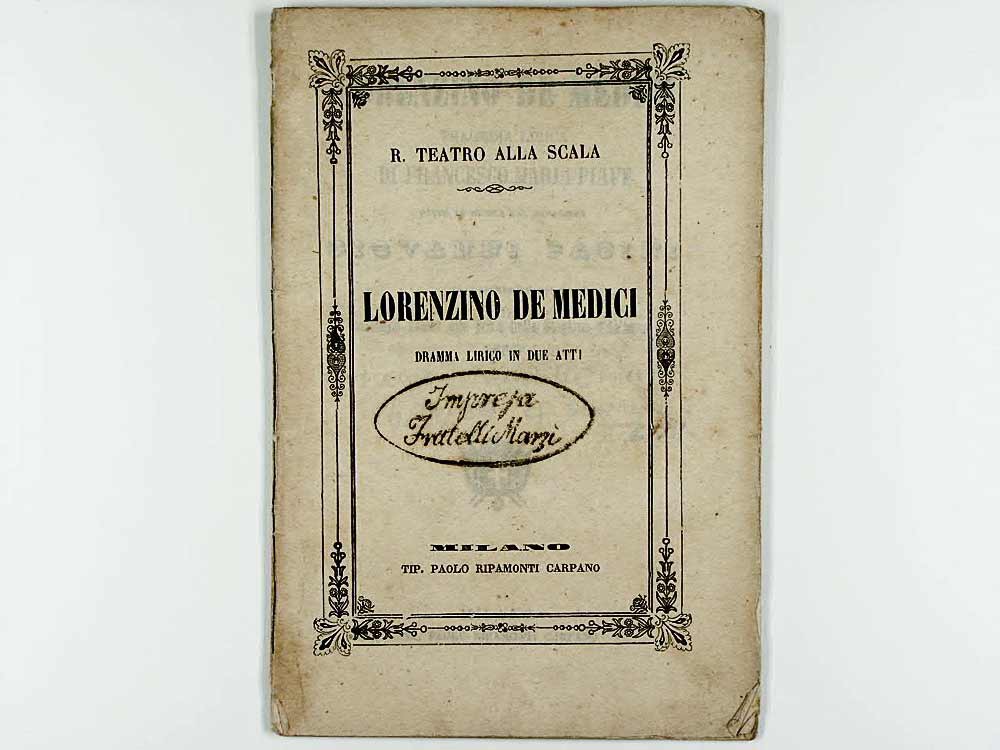 R. TEATRO ALLA SCALA
LORENZINO DE MEDICI
DRAMMA LIRICO IN DUE ATTI
Impresa
Fratelli Marzi
MILANO
TIP. PAOLO RIPAMONTI CARPANO